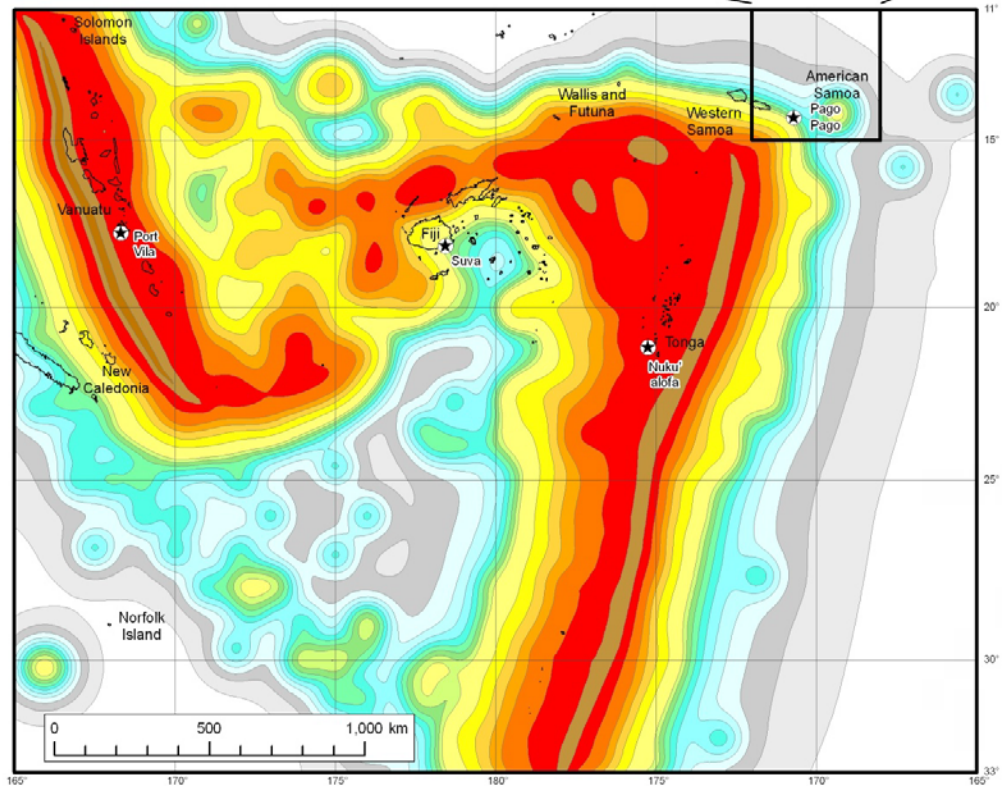 11°
Solomon
Islands
Wallis and
Futuna
American
Samoa
Pago
Pago
Western
Samoa
15°
Vanuatu
Port
Vila
Fiji
Suva
20°
Tonga
Nuku'
alofa
New
Caledonia
25°
Norfolk
Island
30°
0 500 1,000 km
33°
165° 170° 175° 180° 175° 170° 165°